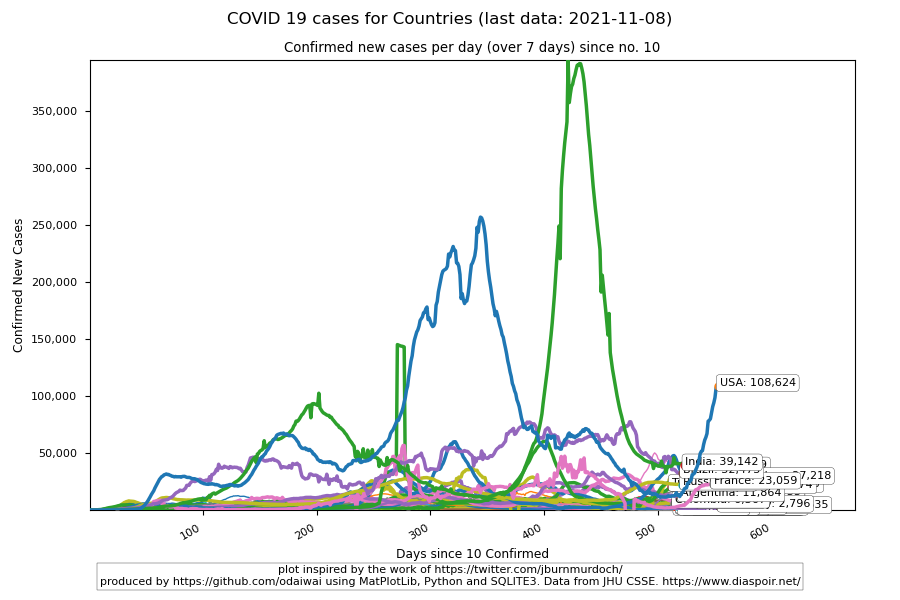 COVID 19 cases for Countries (last data: 2021-11-08)
Confirmed new cases per day (over 7 days) since no. 10
Confirmed New Cases
350,000
300,000
250,000
200,000
150,000
100,000
50,000
USA: 108,624
India: 39,142
37,218
France: 23,059
11,864
2,796
35
100
200
300
400
500
600
Days since 10 Confirmed
plot inspired by the work of https://twitter.com/jburnmurdoch/
produced by https://github.com/odaiwai using MatPlotLib, Python and SQLITE3. Data from JHU CSSE. https://www.diaspoir.net/